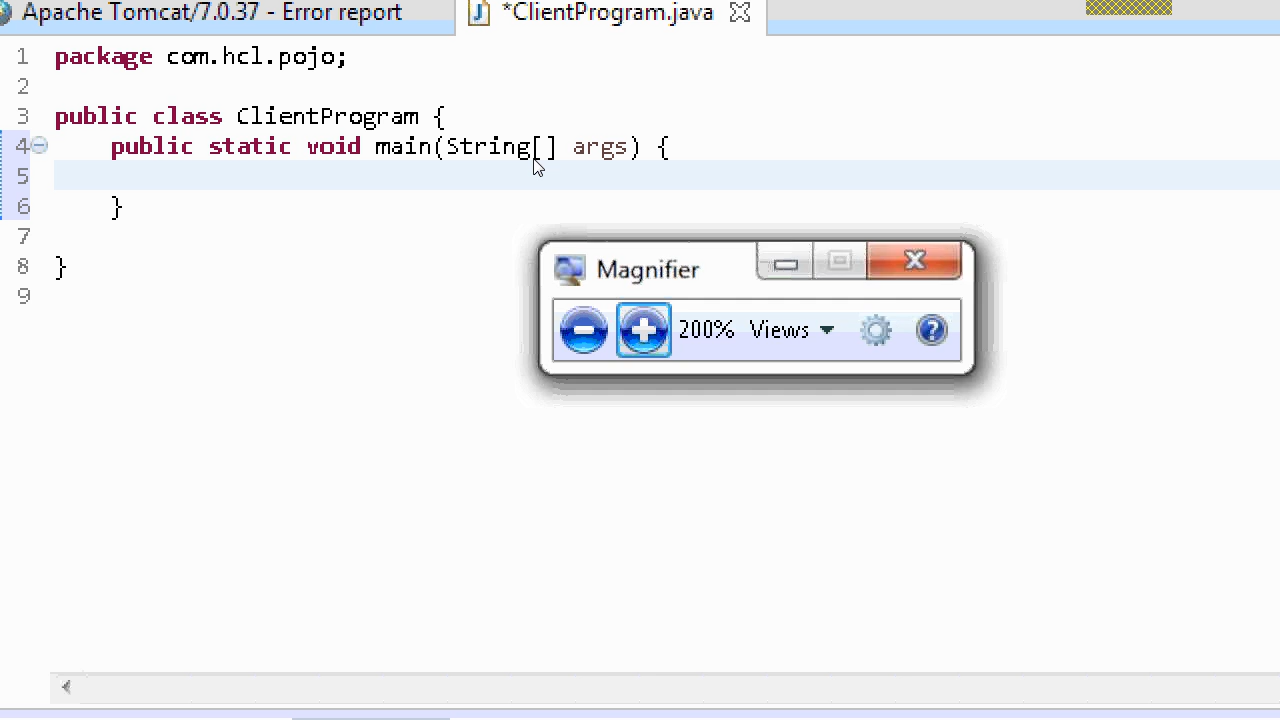 Apache Tomcat/7.0.37 - Error report
*ClientProgram.java
1 package com.hcl.pojo;
2
3 public class ClientProgram {
4 public static void main(String[] args) {
5
6 }
7
8 }
9
Magnifier
200% Views